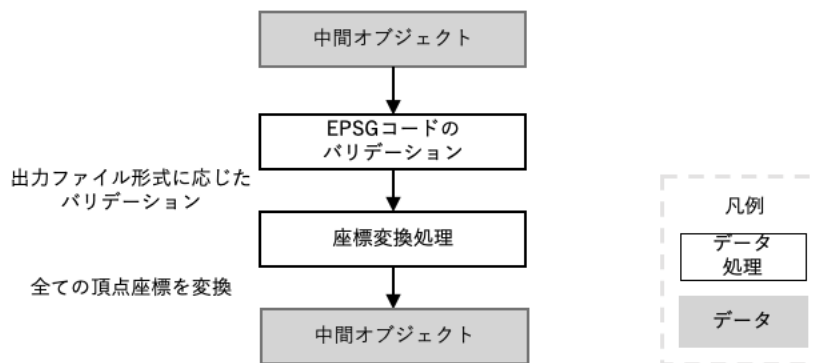 中間オブジェクト
EPSGコードの
バリデーション
出力ファイル形式に応じた
バリデーション
座標変換処理
全ての頂点座標を変換
中間オブジェクト
凡例
データ
処理
データ